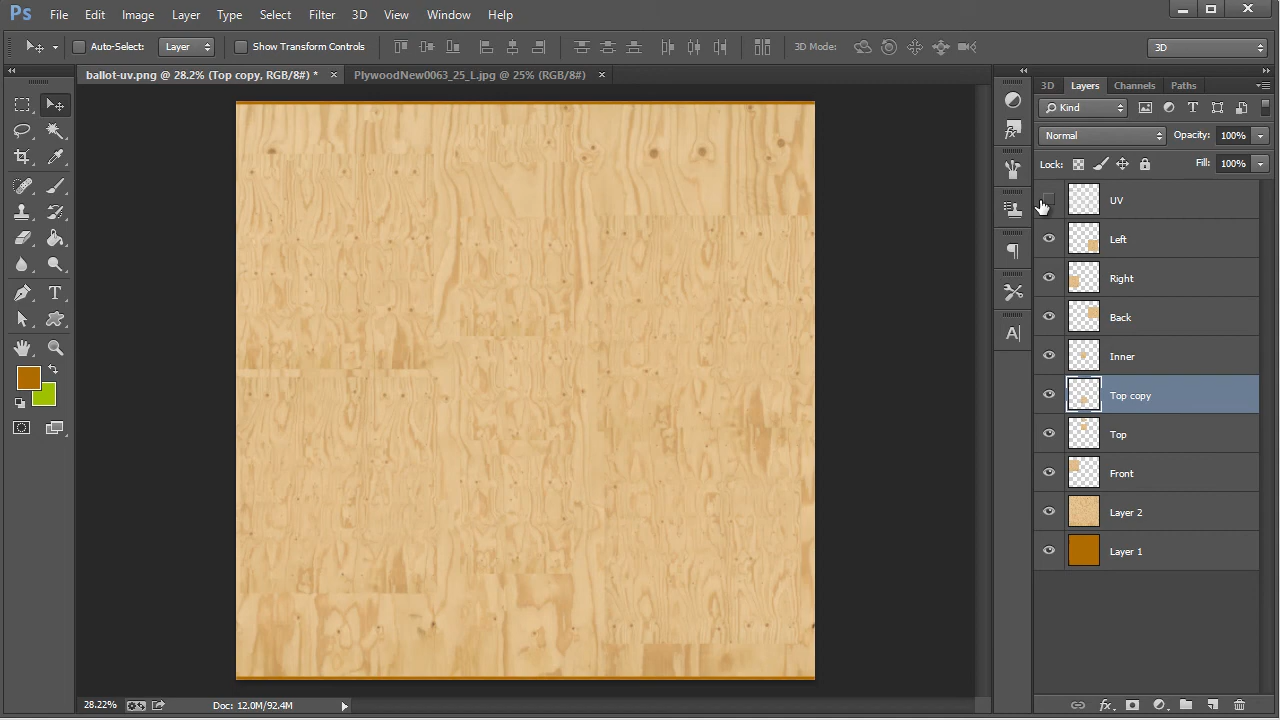 Ps File Edit Image Layer Type Select Filter 3D View Window Help
Auto-Select: Layer Show Transform Controls 3D Mode: 3D
ballot-uv.png @ 28.2% (Top copy, RGB/8#) * × PlywoodNew0063_25_L.jpg @ 25% (RGB/8#) ×
3D Layers Channels Paths
Kind
Normal Opacity: 100%
Lock: Fill: 100%
UV
Left
Right
Back
Inner
Top copy
Top
Front
Layer 2
Layer 1
28.22% Doc: 12.0M/92.4M